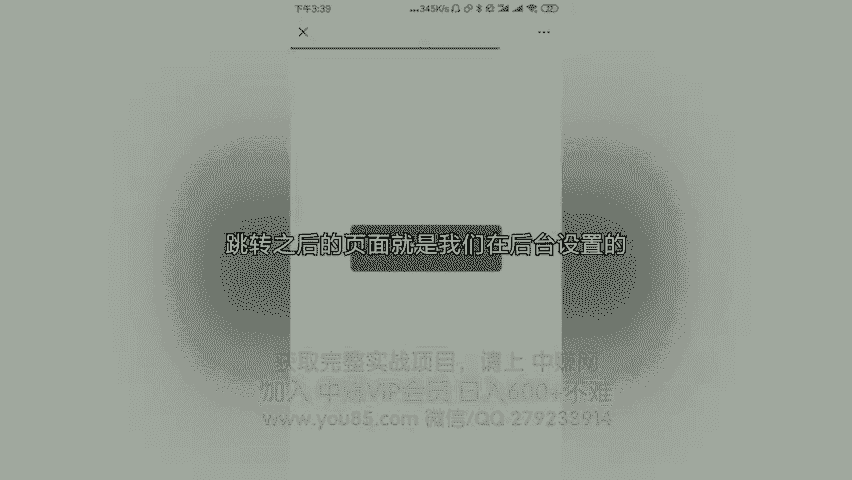 下午3:39
...345K/s
跳转之后的页面就是我们在后台设置的
获取完整实战项目，请上 中赚网
加入 中赚VIP会员 日入600+不难
www.you85.com 微信/QQ 279233914